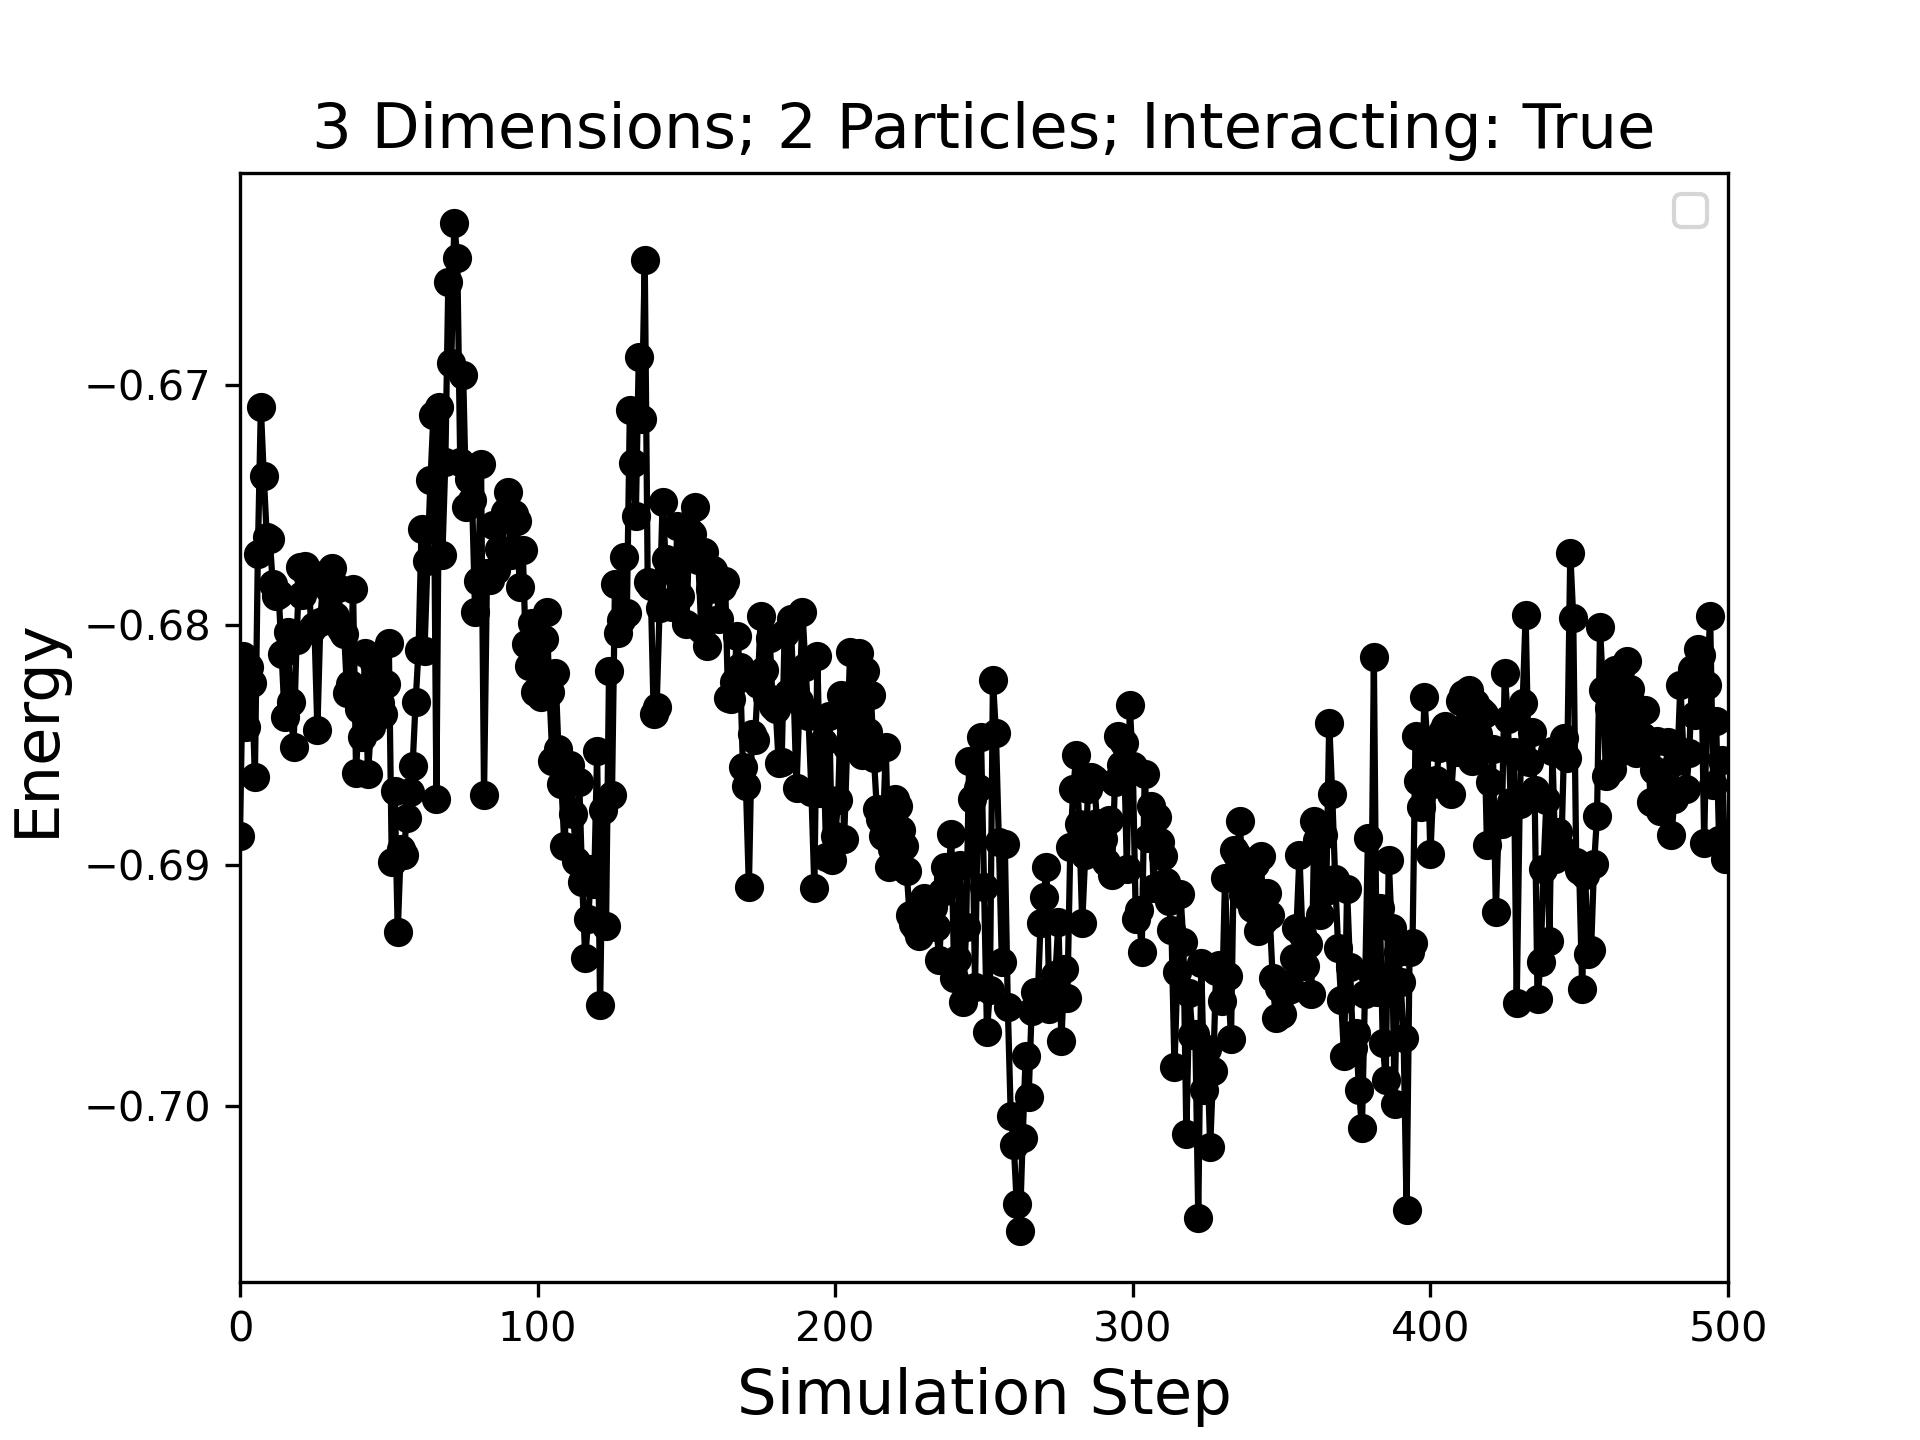 3 Dimensions; 2 Particles; Interacting: True
Energy
−0.67
−0.68
−0.69
−0.70
0 100 200 300 400 500
Simulation Step